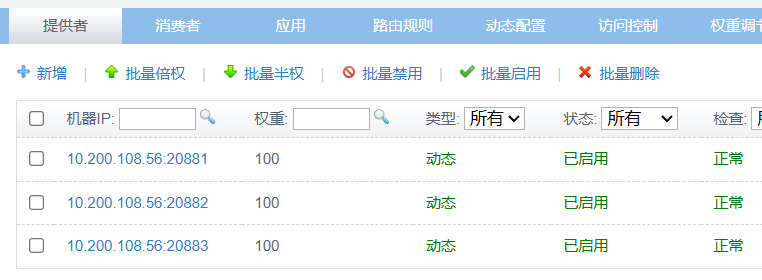 提供者 消费者 应用 路由规则 动态配置 访问控制 权重调节
新增 | 批量倍权 | 批量半权 | 批量禁用 | 批量启用 | 批量删除
机器IP: 权重: 类型: 所有 状态: 所有 检查:
10.200.108.56:20881 100 动态 已启用 正常
10.200.108.56:20882 100 动态 已启用 正常
10.200.108.56:20883 100 动态 已启用 正常